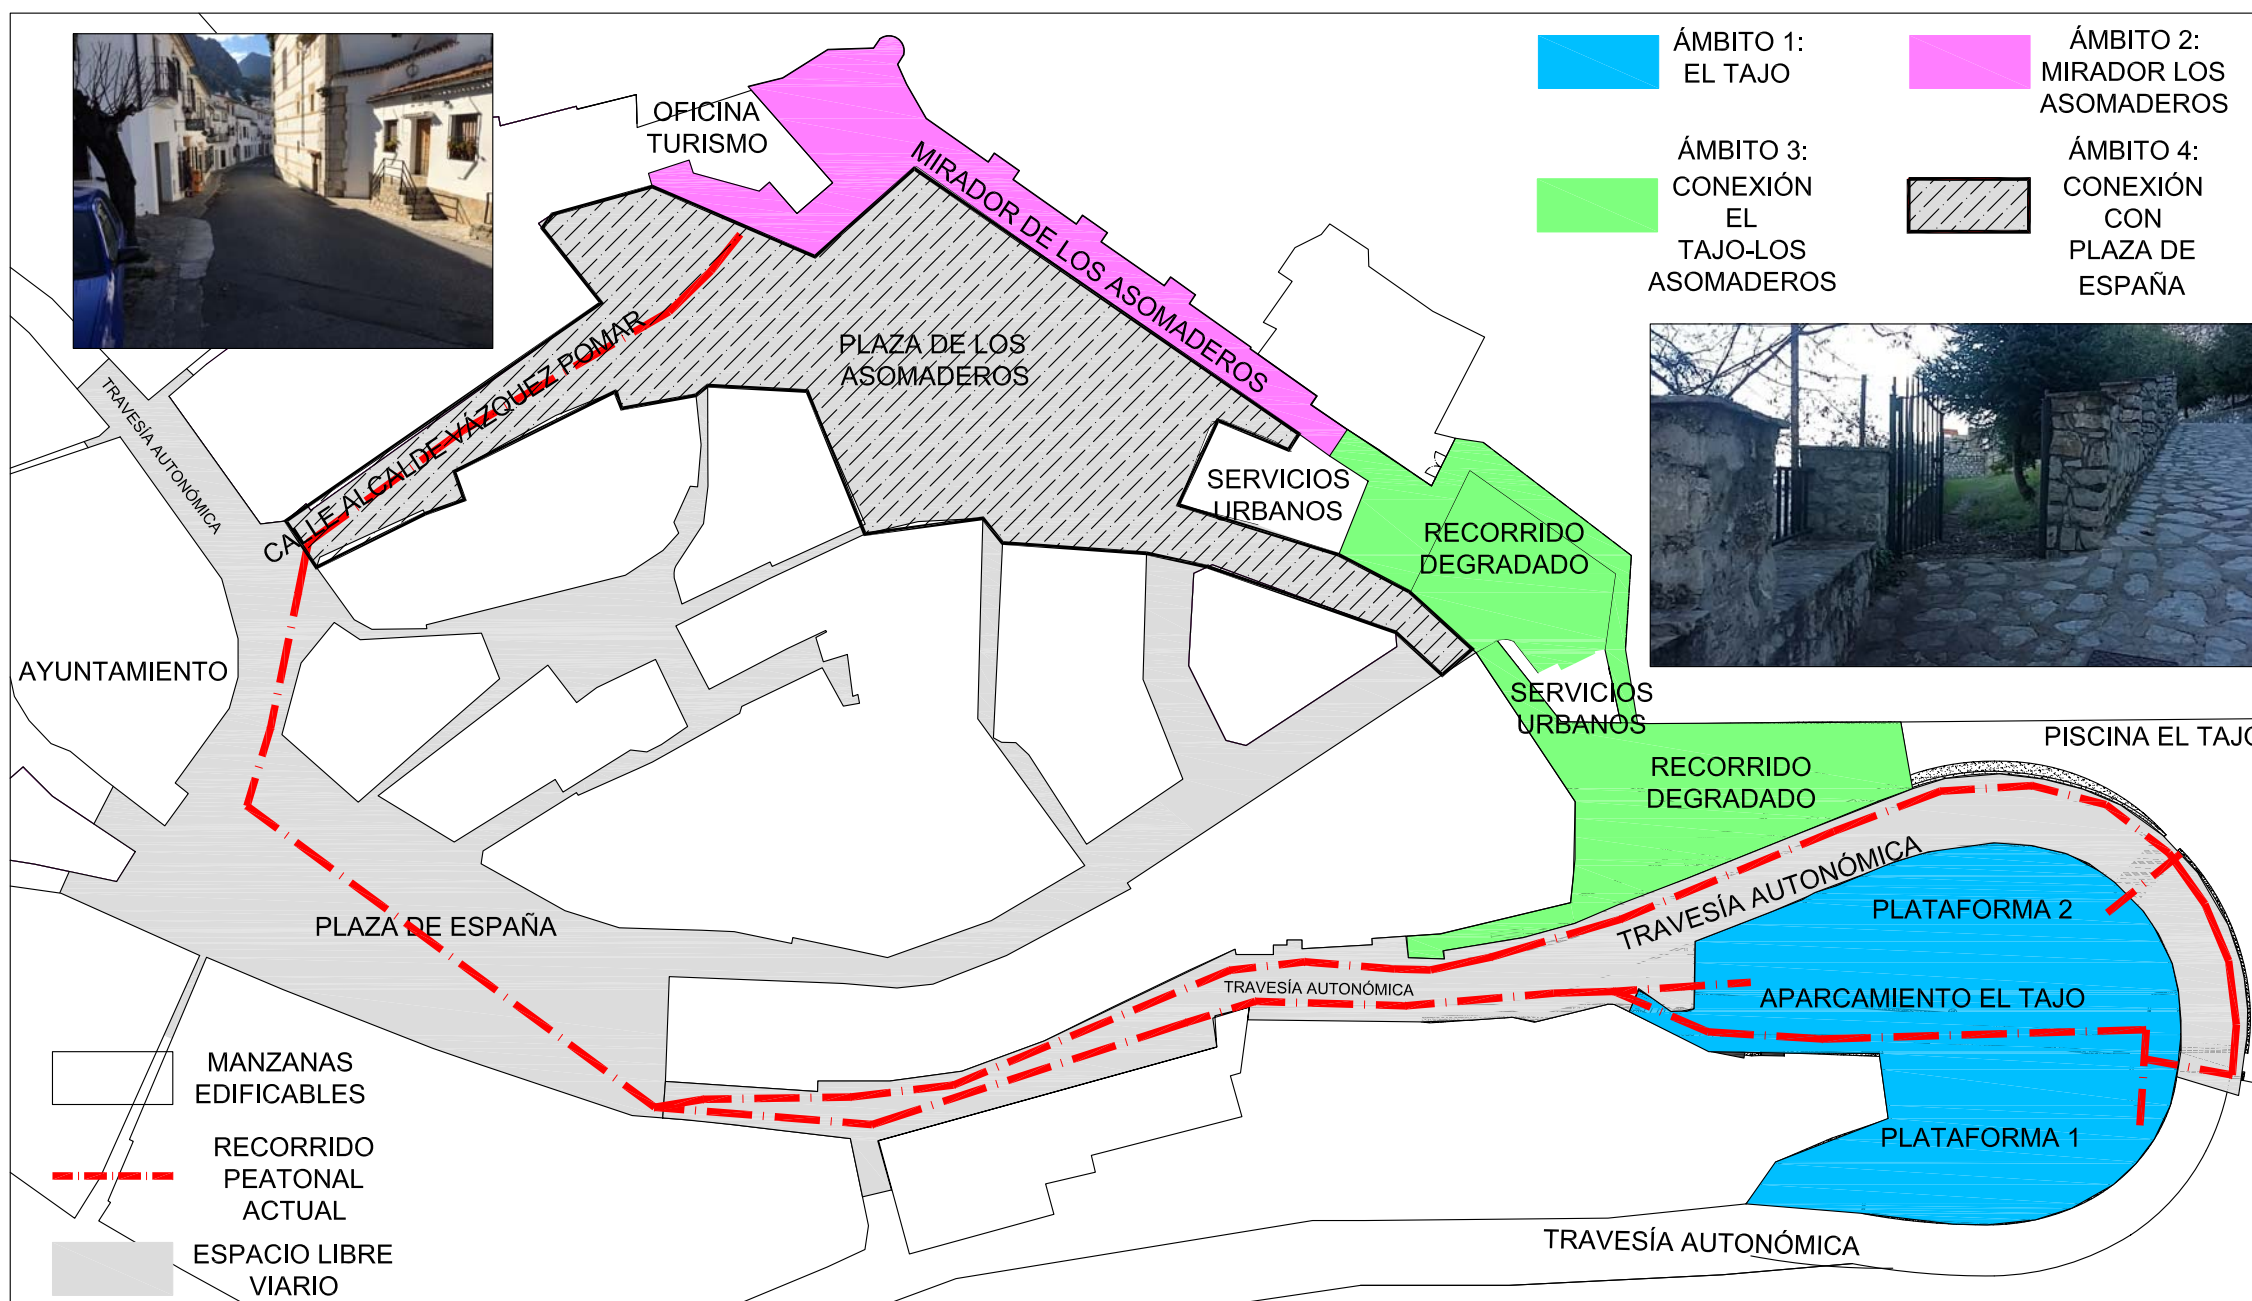 ÁMBITO 1:
EL TAJO
ÁMBITO 2:
MIRADOR LOS
ASOMADEROS
ÁMBITO 3:
CONEXIÓN
EL
TAJO-LOS
ASOMADEROS
ÁMBITO 4:
CONEXIÓN
CON
PLAZA DE
ESPAÑA
OFICINA
TURISMO
MIRADOR DE LOS ASOMADEROS
PLAZA DE LOS
ASOMADEROS
CALLE ALCALDE VÁZQUEZ POMAR
TRAVESÍA AUTONÓMICA
SERVICIOS
URBANOS
RECORRIDO
DEGRADADO
AYUNTAMIENTO
SERVICIOS
URBANOS
PISCINA EL TAJO
RECORRIDO
DEGRADADO
TRAVESÍA AUTONÓMICA
PLATAFORMA 2
PLAZA DE ESPAÑA
TRAVESÍA AUTONÓMICA
APARCAMIENTO EL TAJO
PLATAFORMA 1
TRAVESÍA AUTONÓMICA
MANZANAS
EDIFICABLES
RECORRIDO
PEATONAL
ACTUAL
ESPACIO LIBRE
VIARIO